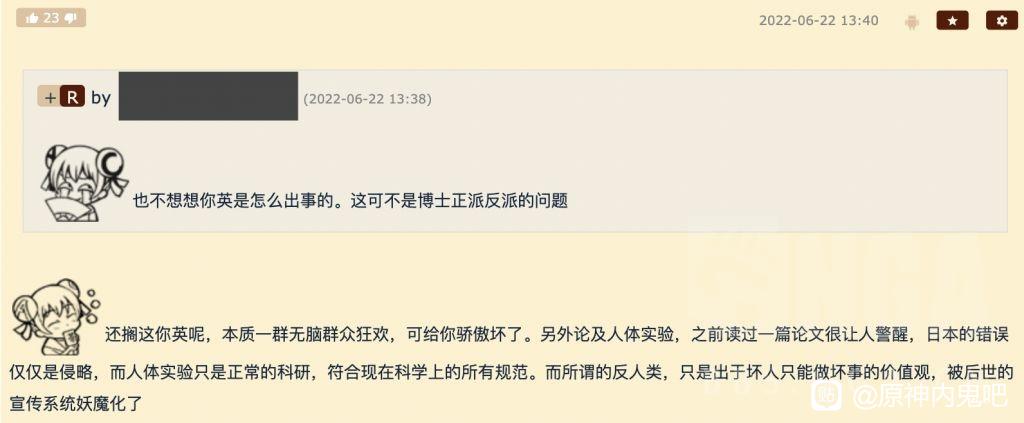 23
2022-06-22 13:40
+ R by (2022-06-22 13:38)
也不想想你英是怎么出事的。这可不是博士正派反派的问题
还搁这你英呢，本质一群无脑群众狂欢，可给你骄傲坏了。另外论及人体实验，之前读过一篇论文很让人警醒，日本的错误
仅仅是侵略，而人体实验只是正常的科研，符合现在科学上的所有规范。而所谓的反人类，只是出于坏人只能做坏事的价值观，被后世的
宣传系统妖魔化了
NGA
贴 @原神内鬼吧